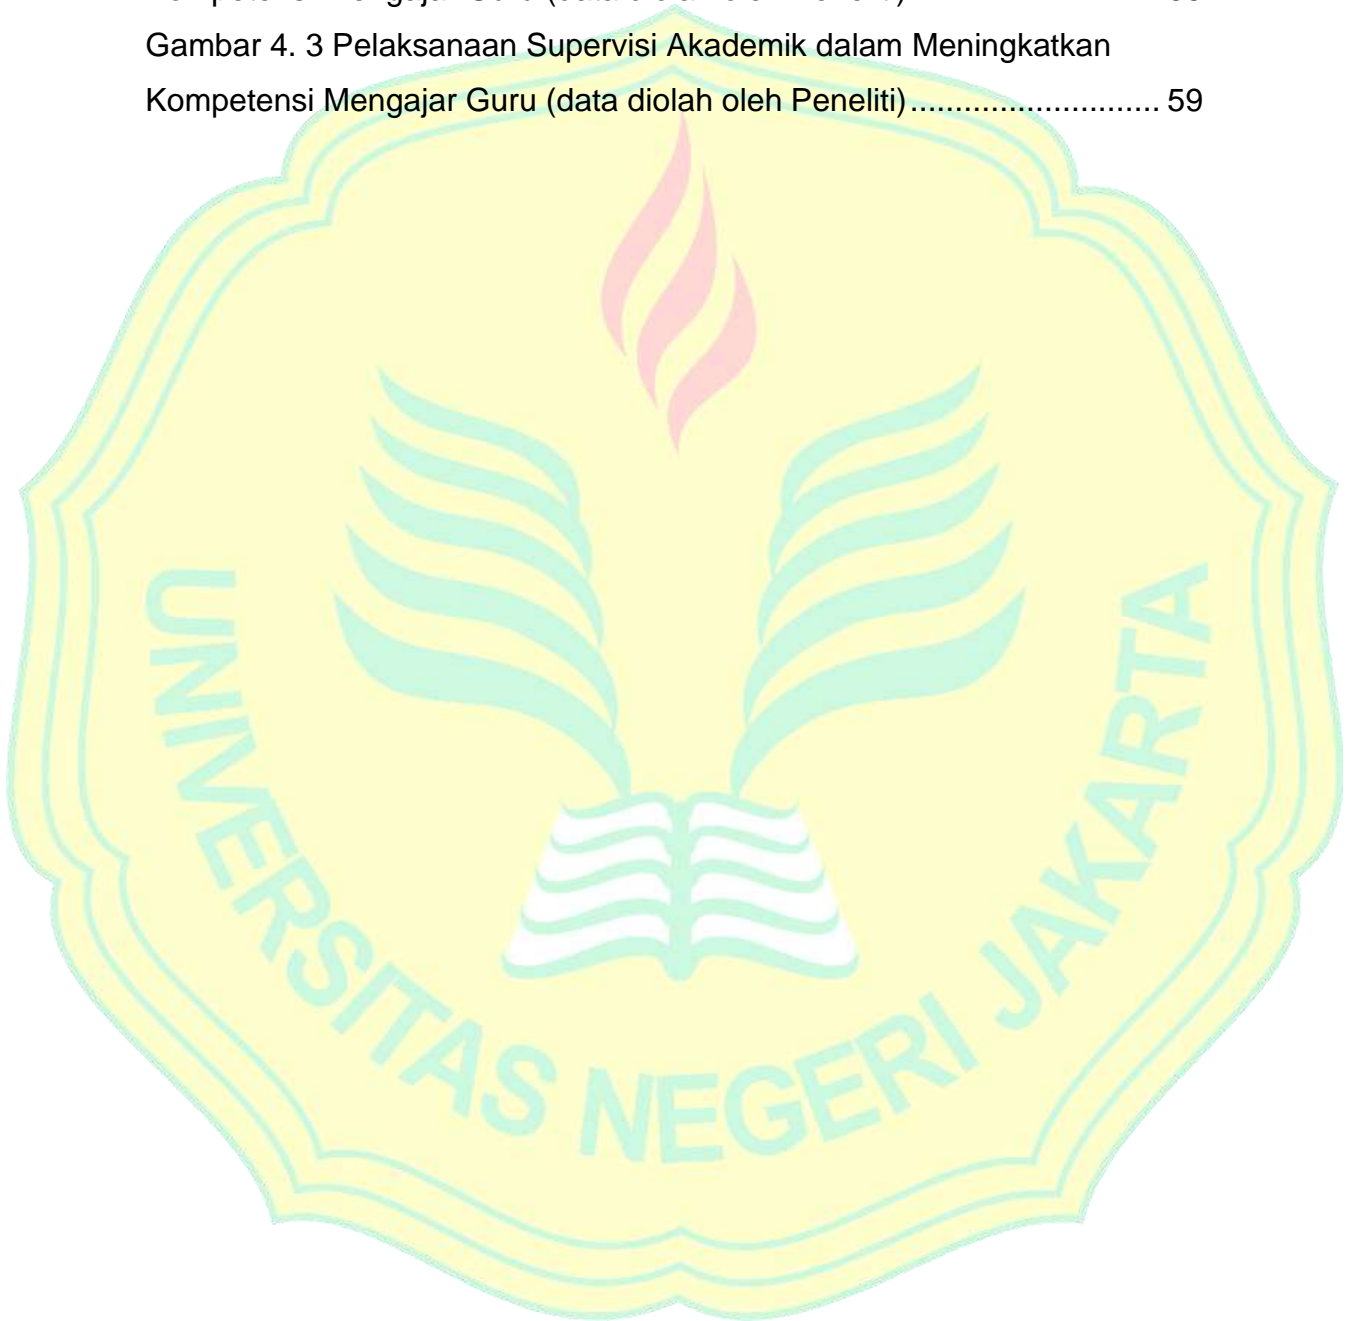 Gambar 4. 3 Pelaksanaan Supervisi Akademik dalam Meningkatkan
Kompetensi Mengajar Guru (data diolah oleh Peneliti)............................ 59
UNIVERSITAS NEGERI JAKARTA